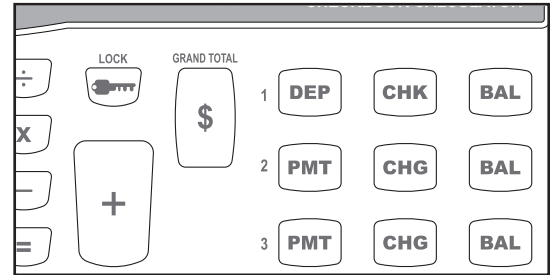 LOCK GRAND TOTAL
÷ 1 DEP CHK BAL
$
X
+ 2 PMT CHG BAL
−
= 3 PMT CHG BAL